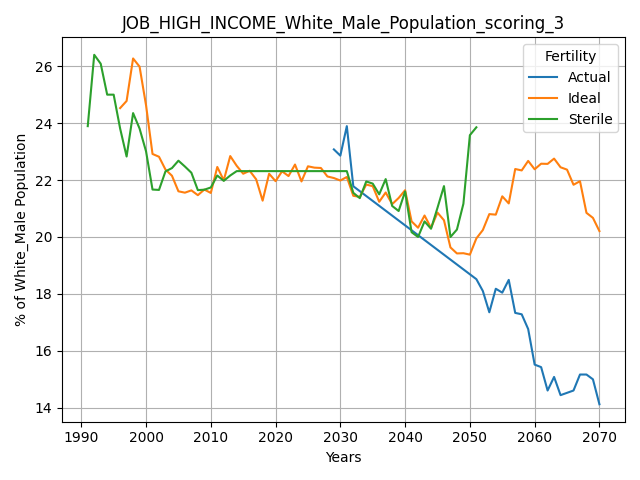 JOB_HIGH_INCOME_White_Male_Population_scoring_3
Fertility
Actual
Ideal
Sterile
% of White_Male Population
26
24
22
20
18
16
14
1990
2000
2010
2020
2030
2040
2050
2060
2070
Years